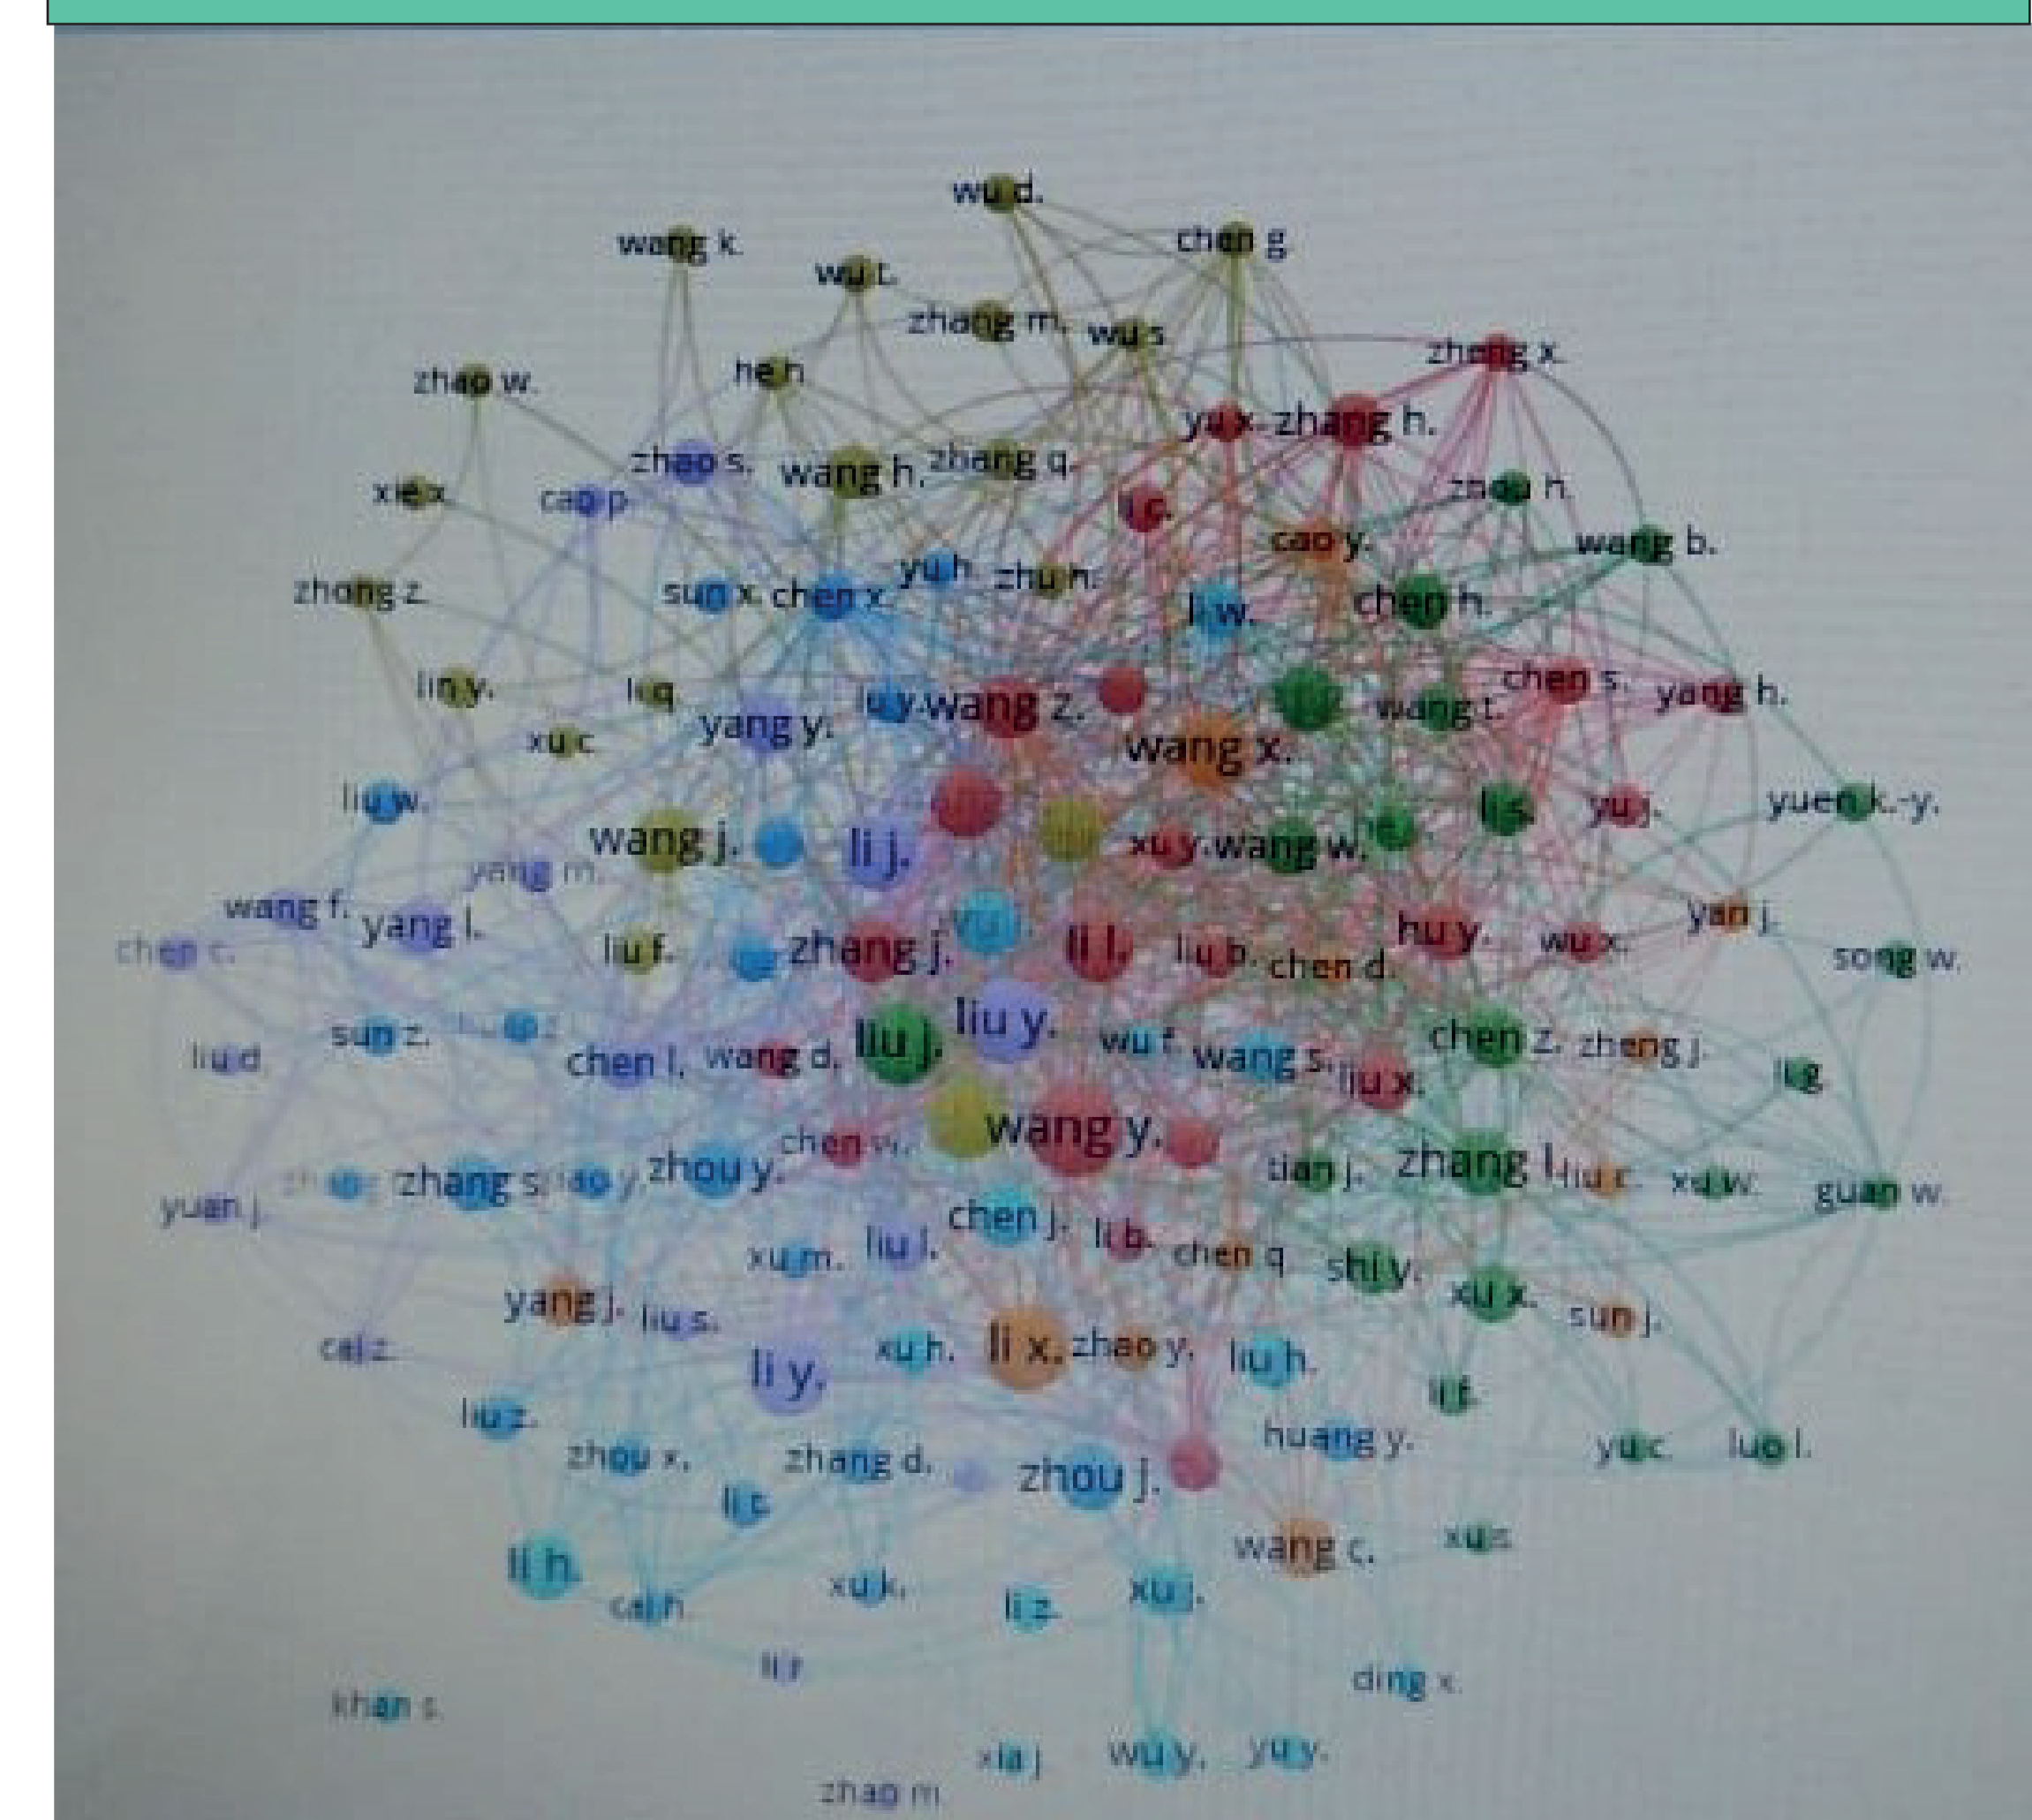 wu d.
chen g.
wang k.
wu t.
zhang m.
wu s.
zheng x.
zhao w.
he h.
yu x.
zhang h.
zhao s.
wang h.
zhang q.
xie x.
cao p.
li c.
zhou h.
cao y.
wang b.
yu h.
zhu h.
zhong z.
sun x.
chen x.
li w.
chen h.
lin y.
li q.
chen s.
yang h.
yang y.
wang z.
wang t.
xu c.
wang x.
liu w.
yuen k.-y.
li s.
yu j.
wang j.
li j.
xu y.
wang w.
yang m.
wang f.
yang l.
yan j.
chen c.
liu f.
zhang j.
li l.
liu b.
chen d.
hu y.
wu x.
song w.
liu y.
sun z.
liu d.
chen l.
wang d.
liu j.
wu f.
wang s.
liu x.
chen z.
zheng j.
li g.
wang y.
zhang s.
zhou y.
chen w.
tian j.
zhang l.
liu c.
xu w.
guan w.
yuan j.
chen j.
xu m.
liu l.
li b.
chen q.
shi y.
yang j.
liu s.
xu x.
sun j.
cai z.
li y.
xu h.
li x.
zhao y.
liu h.
li f.
liu z.
huang y.
yu c.
luo l.
zhou x.
zhang d.
zhou j.
li t.
wang c.
li h.
cai h.
xu k.
li z.
xu j.
khan s.
ding x.
xia j.
wu y.
yu y.
zhao m.